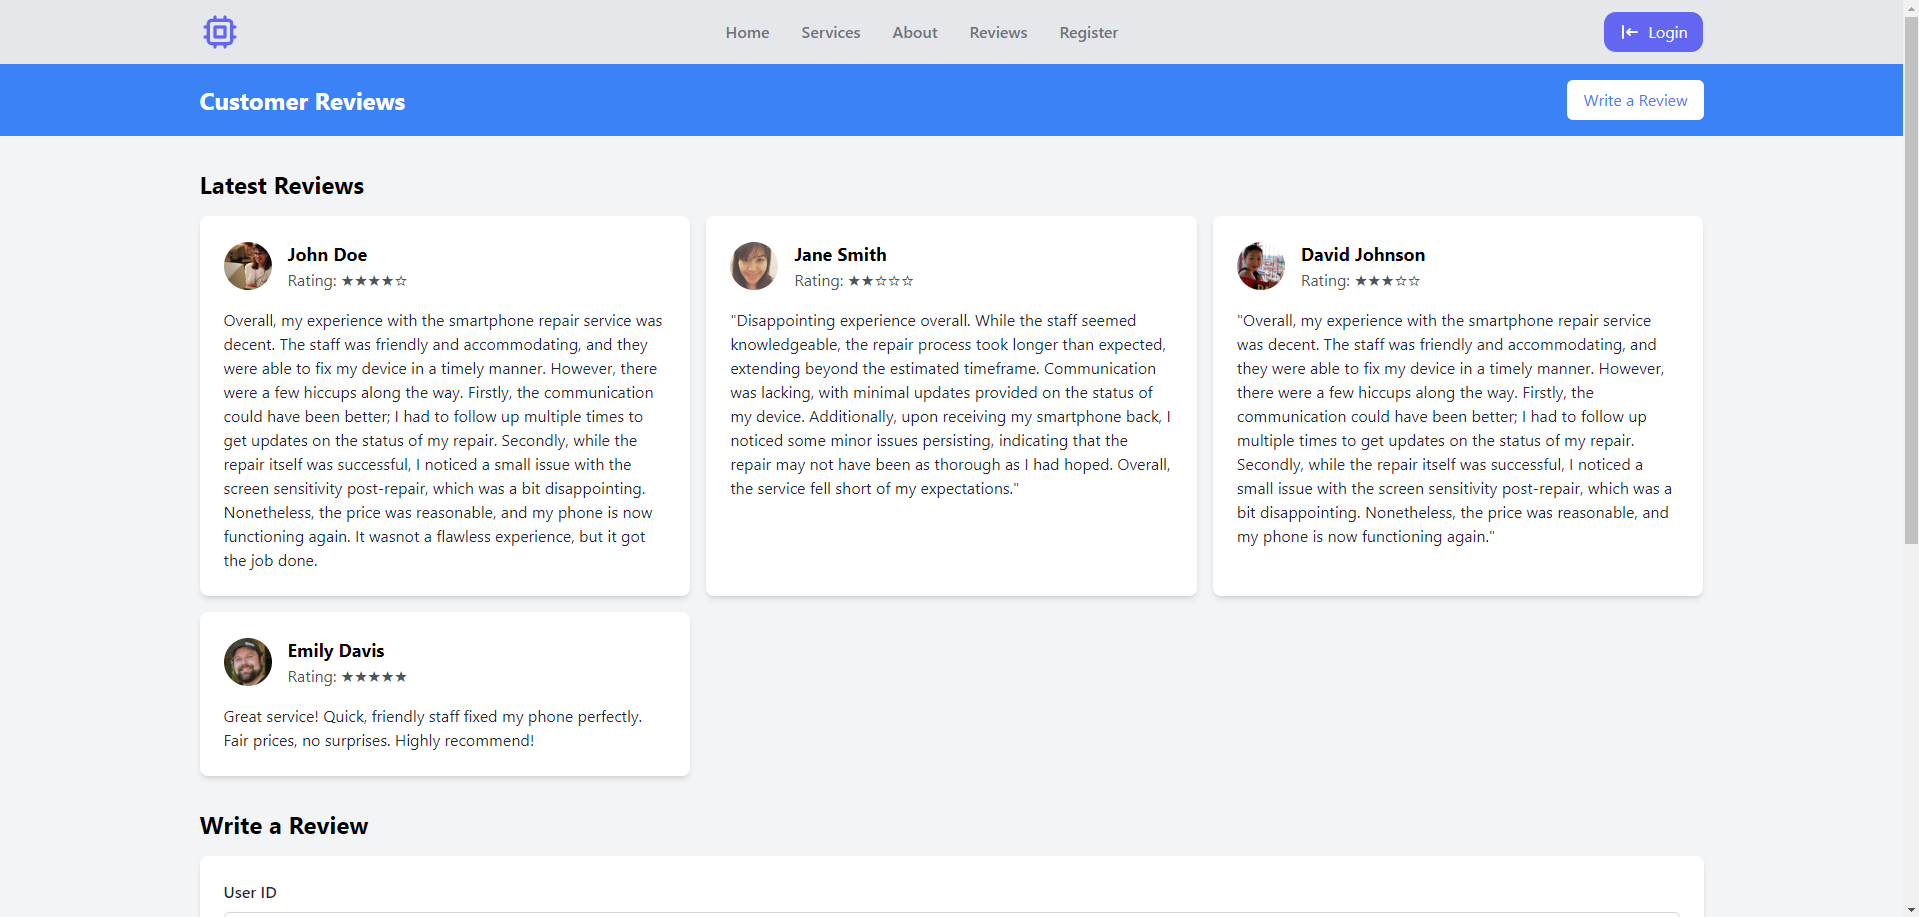 Home Services About Reviews Register Login
Customer Reviews
Write a Review
Latest Reviews
John Doe
Rating: ★★★★☆
Overall, my experience with the smartphone repair service was
decent. The staff was friendly and accommodating, and they
were able to fix my device in a timely manner. However, there
were a few hiccups along the way. Firstly, the communication
could have been better; I had to follow up multiple times to
get updates on the status of my repair. Secondly, while the
repair itself was successful, I noticed a small issue with the
screen sensitivity post-repair, which was a bit disappointing.
Nonetheless, the price was reasonable, and my phone is now
functioning again. It wasnot a flawless experience, but it got
the job done.
Jane Smith
Rating: ★★☆☆☆
"Disappointing experience overall. While the staff seemed
knowledgeable, the repair process took longer than expected,
extending beyond the estimated timeframe. Communication
was lacking, with minimal updates provided on the status of
my device. Additionally, upon receiving my smartphone back, I
noticed some minor issues persisting, indicating that the
repair may not have been as thorough as I had hoped. Overall,
the service fell short of my expectations."
David Johnson
Rating: ★★★☆☆
"Overall, my experience with the smartphone repair service
was decent. The staff was friendly and accommodating, and
they were able to fix my device in a timely manner. However,
there were a few hiccups along the way. Firstly, the
communication could have been better; I had to follow up
multiple times to get updates on the status of my repair.
Secondly, while the repair itself was successful, I noticed a
small issue with the screen sensitivity post-repair, which was a
bit disappointing. Nonetheless, the price was reasonable, and
my phone is now functioning again."
Emily Davis
Rating: ★★★★★
Great service! Quick, friendly staff fixed my phone perfectly.
Fair prices, no surprises. Highly recommend!
Write a Review
User ID